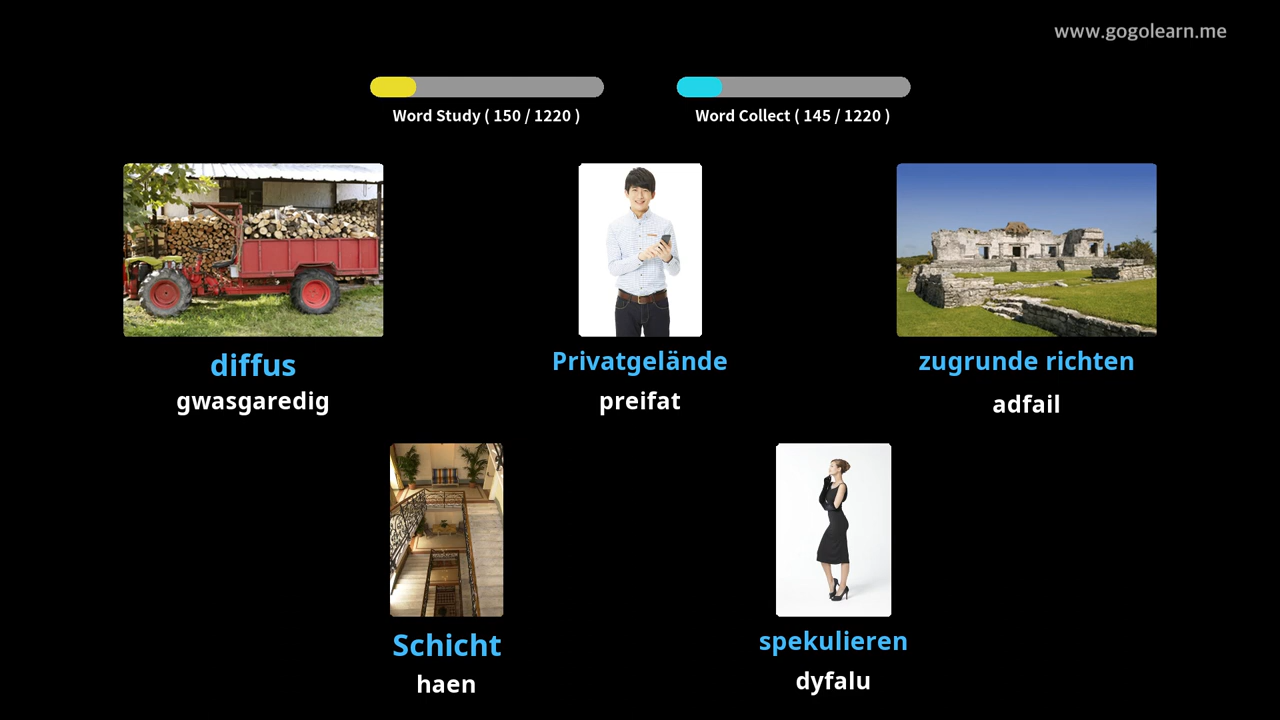 www.gogolearn.me
Word Study ( 150 / 1220 )
Word Collect ( 145 / 1220 )
diffus
gwasgaredig
Privatgelände
preifat
zugrunde richten
adfail
Schicht
haen
spekulieren
dyfalu